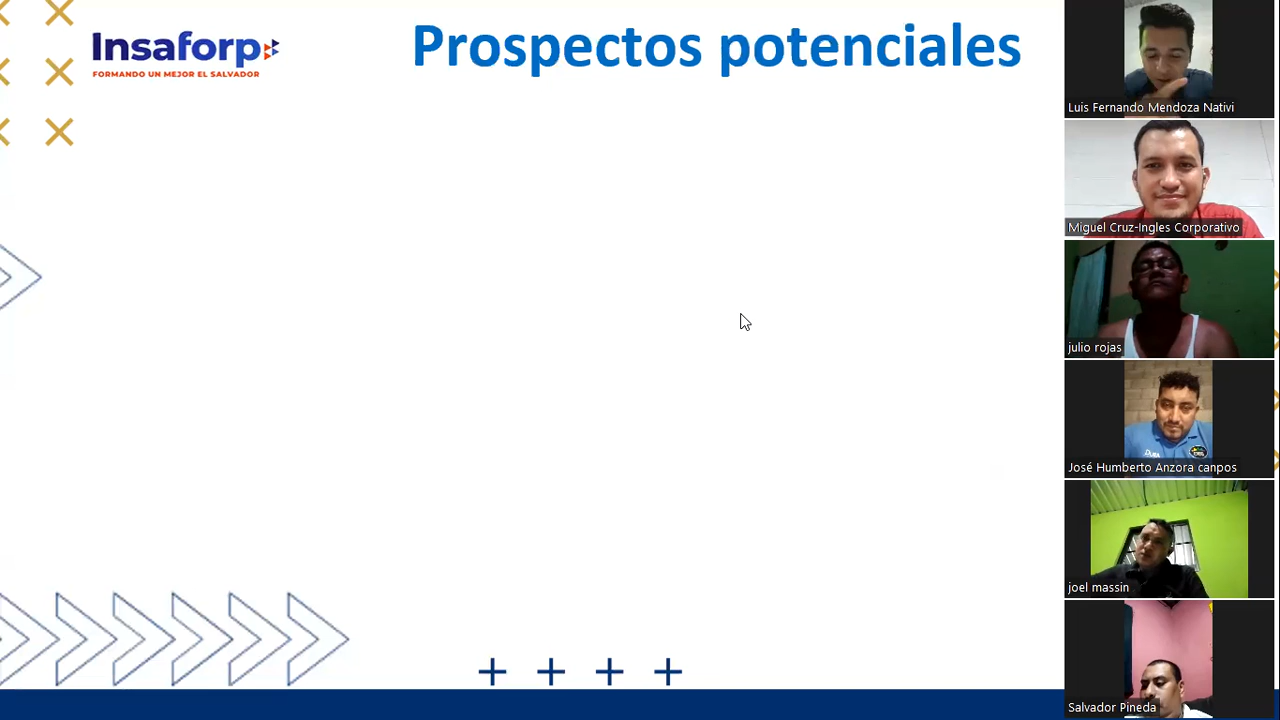 Insaforp
FORMANDO UN MEJOR EL SALVADOR
Prospectos potenciales
Luis Fernando Mendoza Nativi
Miguel Cruz-Ingles Corporativo
julio rojas
José Humberto Anzora canpos
joel massin
Salvador Pineda